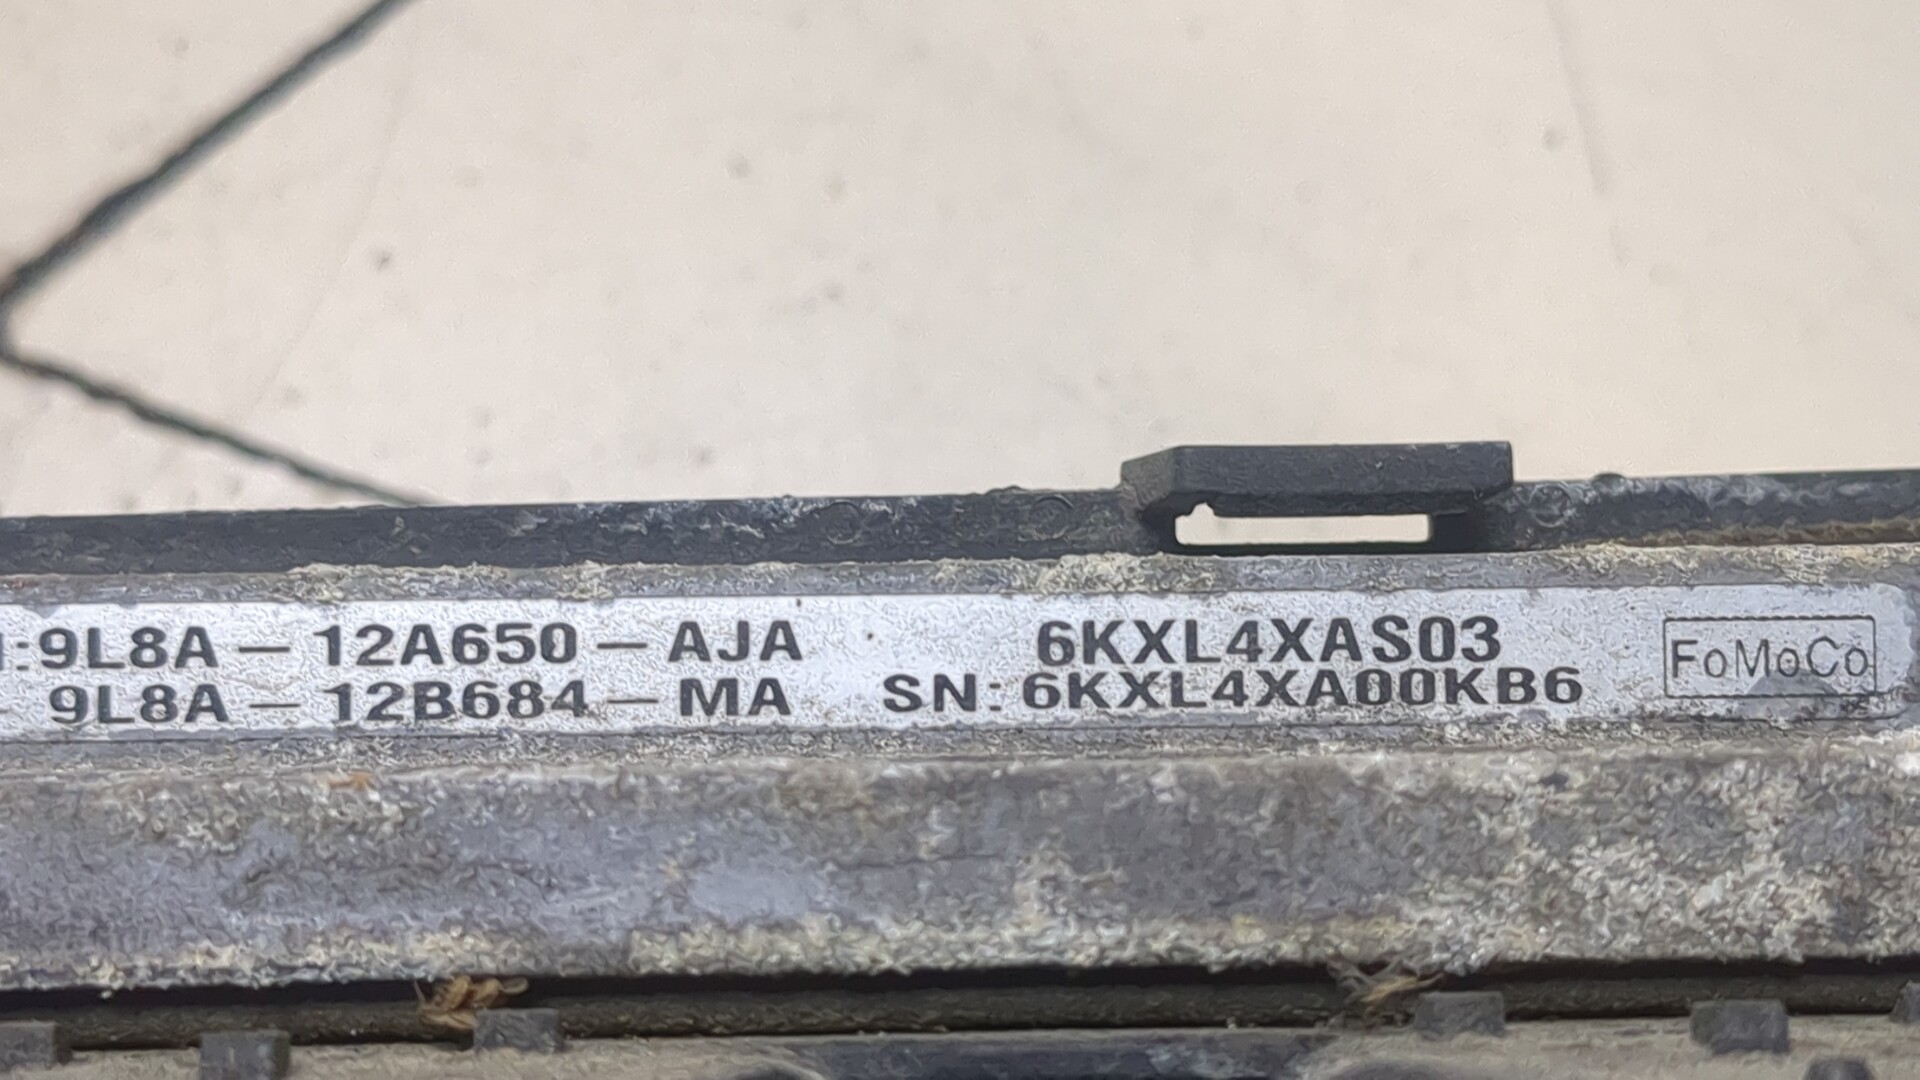 :9L8A – 12A650 – AJA 6KXL4XAS03
– 9L8A – 12B684 – MA SN: 6KXL4XA00KB6
FoMoCo